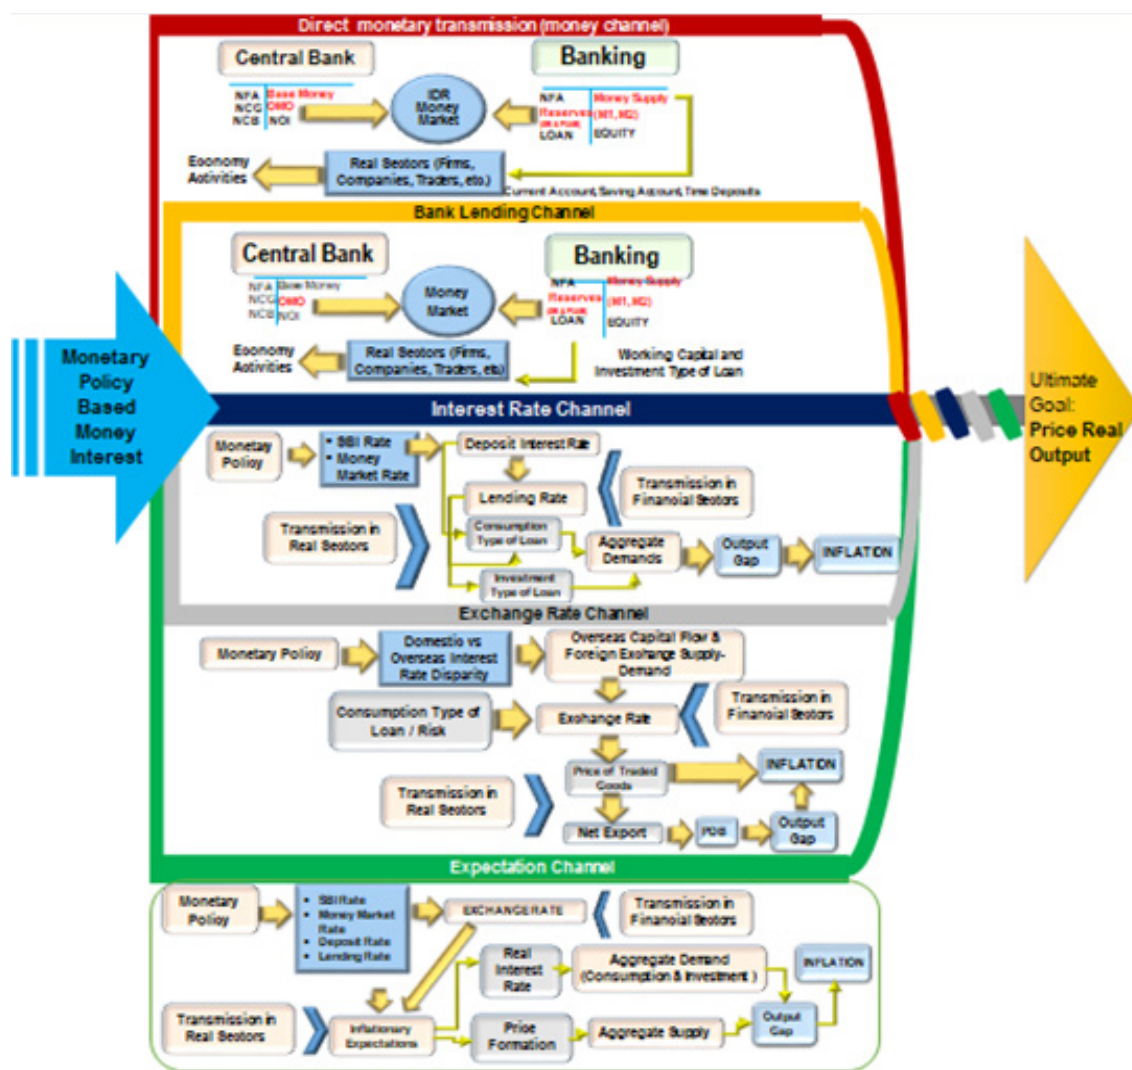 Direct monetary transmission (money channel)
Central Bank
Banking
NFA
Base Money
NCG
OMO
NCB
NOI
IDR
Money
Market
NFA
Money Supply
Reserves
(M1, M2)
LOAN
EQUITY
Economy
Activities
Real Sectors (Firms,
Companies, Traders, etc.)
Current Account, Saving Account, Time Deposits
Bank Lending Channel
Central Bank
Banking
NFA
Base Money
NCG
OMO
NCB
NOI
Money
Market
NFA
Money Supply
Reserves
(M1, M2)
LOAN
EQUITY
Economy
Activities
Real Sectors (Firms,
Companies, Traders, etc)
Working Capital and
Investment Type of Loan
Monetary
Policy
Based
Money
Interest
Ultimate
Goal:
Price Real
Output
Interest Rate Channel
Monetary
Policy
• SBI Rate
• Money
Market Rate
Deposit Interest Rate
Lending Rate
Transmission in
Financial Sectors
Transmission in
Real Sectors
Consumption
Type of Loan
Investment
Type of Loan
Aggregate
Demands
Output
Gap
INFLATION
Exchange Rate Channel
Monetary Policy
Domestic vs
Overseas Interest
Rate Disparity
Overseas Capital Flow &
Foreign Exchange Supply-
Demand
Consumption Type of
Loan / Risk
Exchange Rate
Transmission in
Financial Sectors
Price of Traded
Goods
INFLATION
Transmission in
Real Sectors
Net Export
PDB
Output
Gap
Expectation Channel
Monetary
Policy
• SBI Rate
• Money Market
Rate
• Deposit Rate
• Lending Rate
EXCHANGE RATE
Transmission in
Financial Sectors
Real
Interest
Rate
Aggregate Demand
(Consumption & Investment )
INFLATION
Transmission in
Real Sectors
Inflationary
Expectations
Price
Formation
Aggregate Supply
Output
Gap